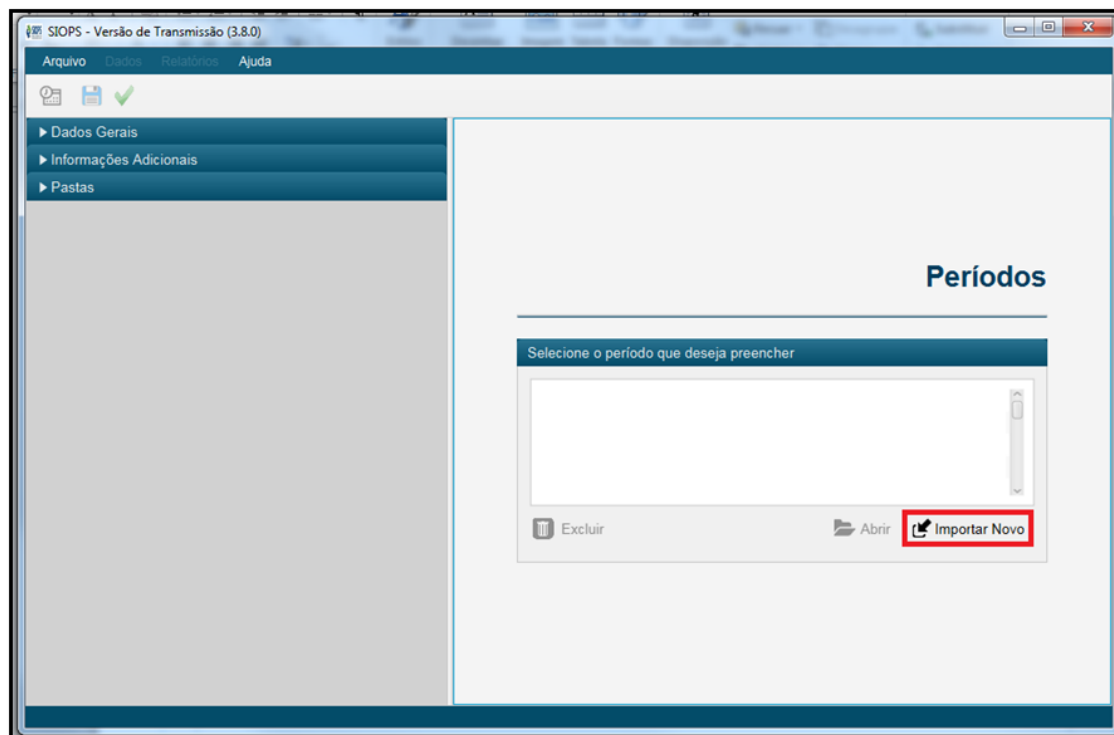 SIOPS - Versão de Transmissão (3.8.0)
Arquivo Dados Relatórios Ajuda
Dados Gerais
Informações Adicionais
Pastas
Períodos
Selecione o período que deseja preencher
Excluir Abrir Importar Novo